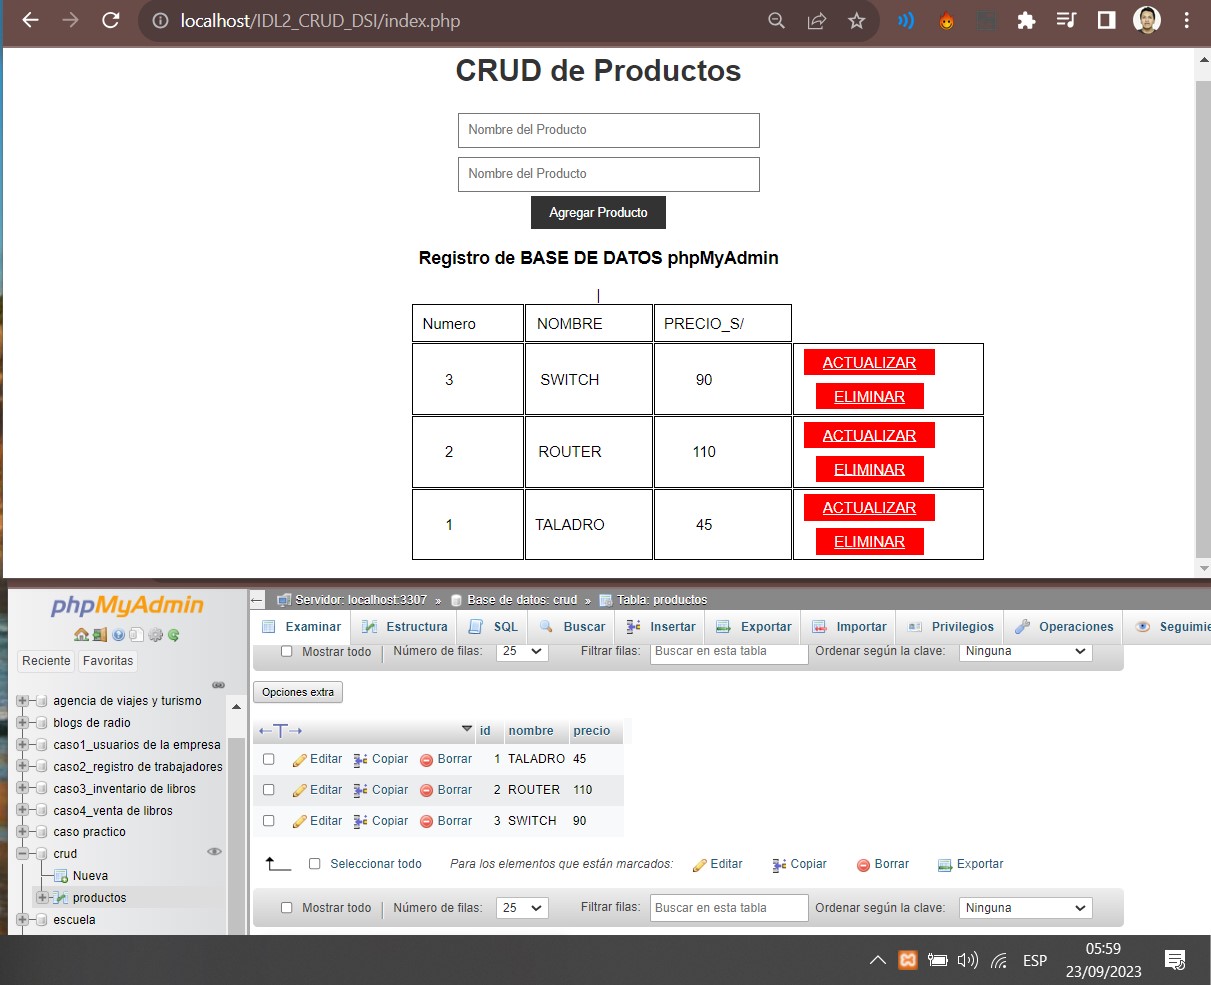 localhost/IDL2_CRUD_DSI/index.php
CRUD de Productos
Nombre del Producto
Nombre del Producto
Agregar Producto
Registro de BASE DE DATOS phpMyAdmin
|
Numero NOMBRE PRECIO_S/
3 SWITCH 90 ACTUALIZAR
ELIMINAR
2 ROUTER 110 ACTUALIZAR
ELIMINAR
1 TALADRO 45 ACTUALIZAR
ELIMINAR
phpMyAdmin
Reciente Favoritas
agencia de viajes y turismo
blogs de radio
caso1_usuarios de la empresa
caso2_registro de trabajadores
caso3_inventario de libros
caso4_venta de libros
caso practico
crud
Nueva
productos
escuela
Servidor: localhost:3307 » Base de datos: crud » Tabla: productos
Examinar Estructura SQL Buscar Insertar Exportar Importar Privilegios Operaciones Seguimie
Mostrar todo Número de filas: 25 Filtrar filas: Buscar en esta tabla Ordenar según la clave: Ninguna
Opciones extra
←T→ id nombre precio
Editar Copiar Borrar 1 TALADRO 45
Editar Copiar Borrar 2 ROUTER 110
Editar Copiar Borrar 3 SWITCH 90
Seleccionar todo Para los elementos que están marcados: Editar Copiar Borrar Exportar
Mostrar todo Número de filas: 25 Filtrar filas: Buscar en esta tabla Ordenar según la clave: Ninguna
ESP
05:59
23/09/2023